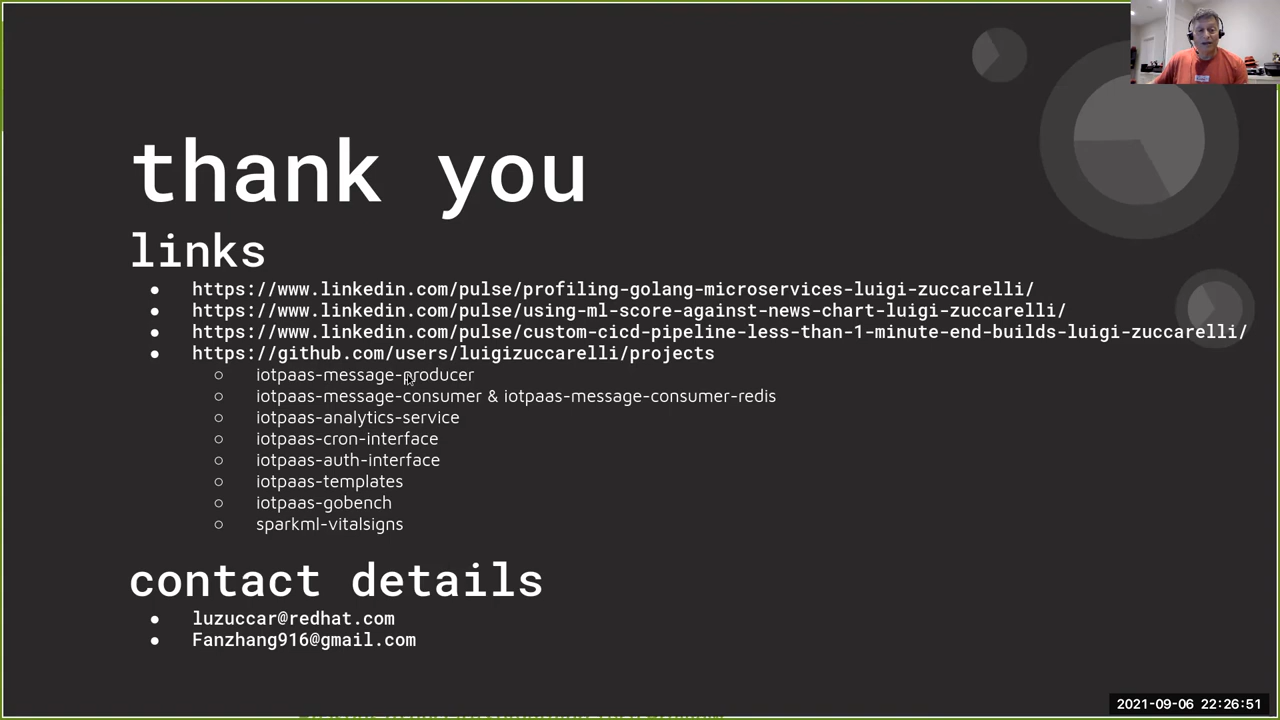 thank you
links
● https://www.linkedin.com/pulse/profiling-golang-microservices-luigi-zuccarelli/
● https://www.linkedin.com/pulse/using-ml-score-against-news-chart-luigi-zuccarelli/
● https://www.linkedin.com/pulse/custom-cicd-pipeline-less-than-1-minute-end-builds-luigi-zuccarelli/
● https://github.com/users/luigizuccarelli/projects
○ iotpaas-message-producer
○ iotpaas-message-consumer & iotpaas-message-consumer-redis
○ iotpaas-analytics-service
○ iotpaas-cron-interface
○ iotpaas-auth-interface
○ iotpaas-templates
○ iotpaas-gobench
○ sparkml-vitalsigns
contact details
● luzuccar@redhat.com
● Fanzhang916@gmail.com
2021-09-06 22:26:51